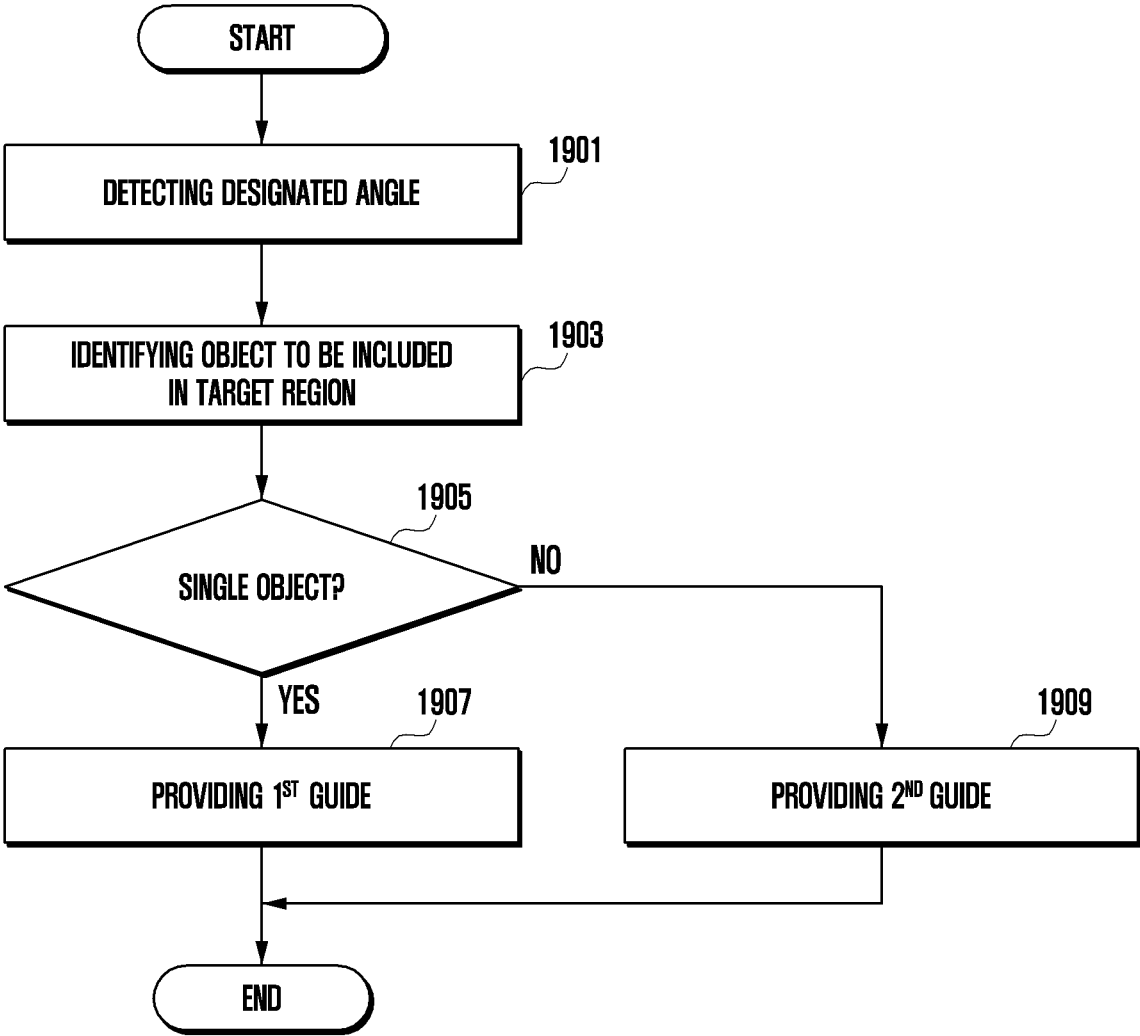 START
1901
DETECTING DESIGNATED ANGLE
1903
IDENTIFYING OBJECT TO BE INCLUDED
IN TARGET REGION
1905
SINGLE OBJECT?
NO
YES
1907
PROVIDING 1ST GUIDE
1909
PROVIDING 2ND GUIDE
END